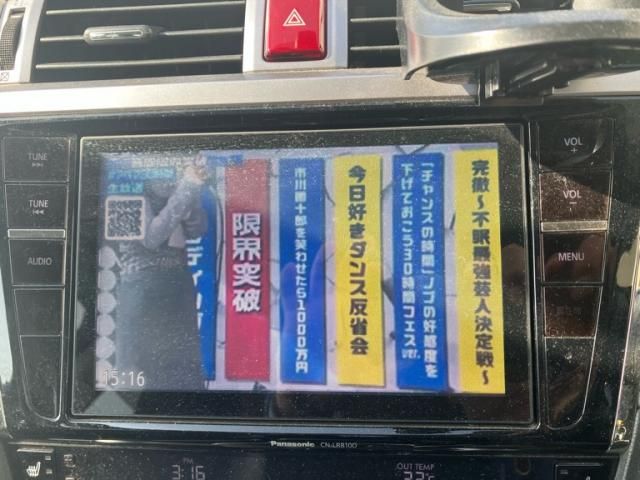 TUNE
TUNE
AUDIO
生放送
15:16
限界突破
市川團十郎を笑わせたら1000万円
今日好きダンス反省会
「チャンスの時間」ノブの好感度を
下げておこう30時間フェスver.
完徹～不眠最強芸人決定戦～
VOL
+
VOL
-
MENU
Panasonic CN-LR810D
PM
3:16
OUT TEMP